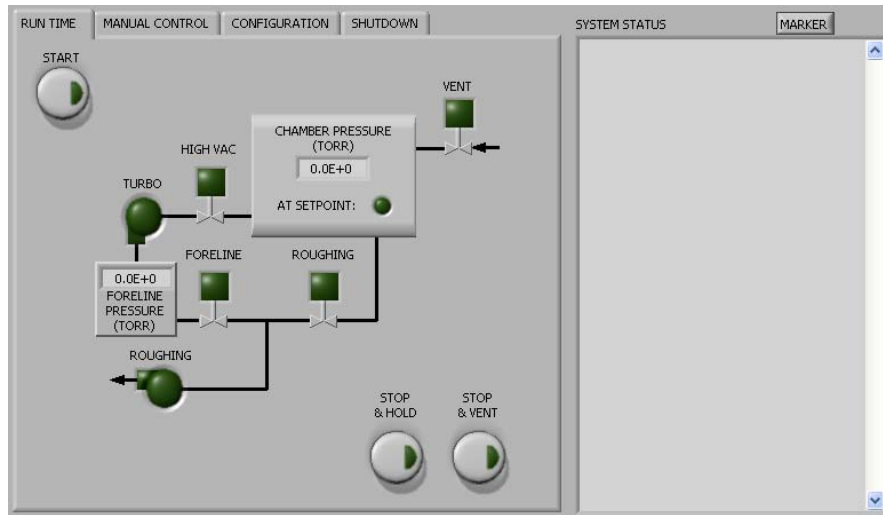 RUN TIME
MANUAL CONTROL
CONFIGURATION
SHUTDOWN
SYSTEM STATUS
MARKER
START
VENT
CHAMBER PRESSURE
(TORR)
0.0E+0
AT SETPOINT:
HIGH VAC
TURBO
FORELINE
ROUGHING
0.0E+0
FORELINE
PRESSURE
(TORR)
ROUGHING
STOP
& HOLD
STOP
& VENT